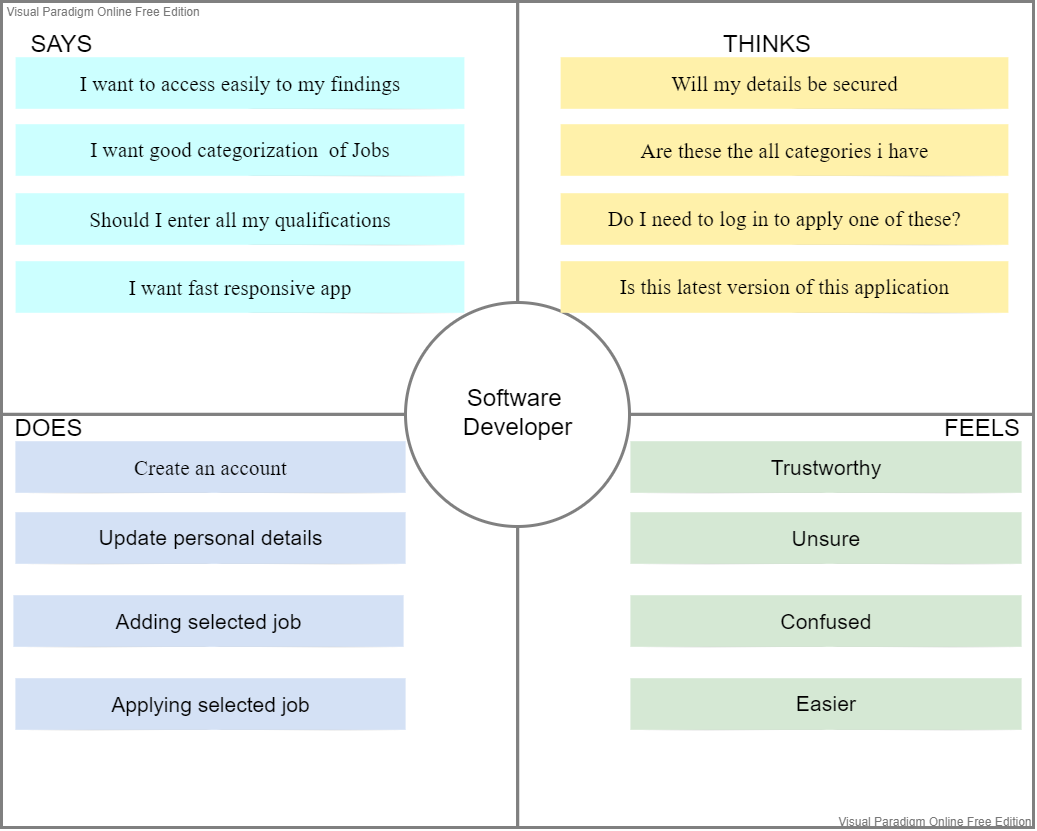 Visual Paradigm Online Free Edition
SAYS
I want to access easily to my findings
I want good categorization  of Jobs
Should I enter all my qualifications
I want fast responsive app
THINKS
Will my details be secured
Are these the all categories i have
Do I need to log in to apply one of these?
Is this latest version of this application
Software
Developer
DOES
Create an account
Update personal details
Adding selected job
Applying selected job
FEELS
Trustworthy
Unsure
Confused
Easier
Visual Paradigm Online Free Edition